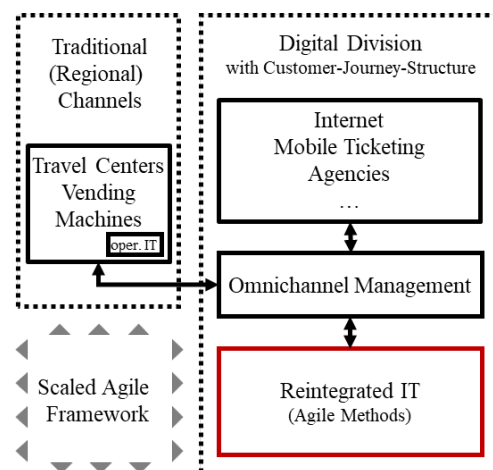 Traditional
(Regional)
Channels
Travel Centers
Vending
Machines
oper. IT
Scaled Agile
Framework
Digital Division
with Customer-Journey-Structure
Internet
Mobile Ticketing
Agencies
…
Omnichannel Management
Reintegrated IT
(Agile Methods)